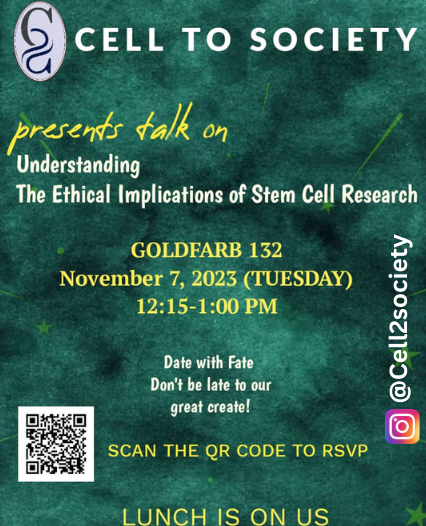 CELL TO SOCIETY
presents talk on
Understanding
The Ethical Implications of Stem Cell Research
GOLDFARB 132
November 7, 2023 (TUESDAY)
12:15-1:00 PM
@Cell2society
Date with Fate
Don't be late to our
great create!
SCAN THE QR CODE TO RSVP
LUNCH IS ON US